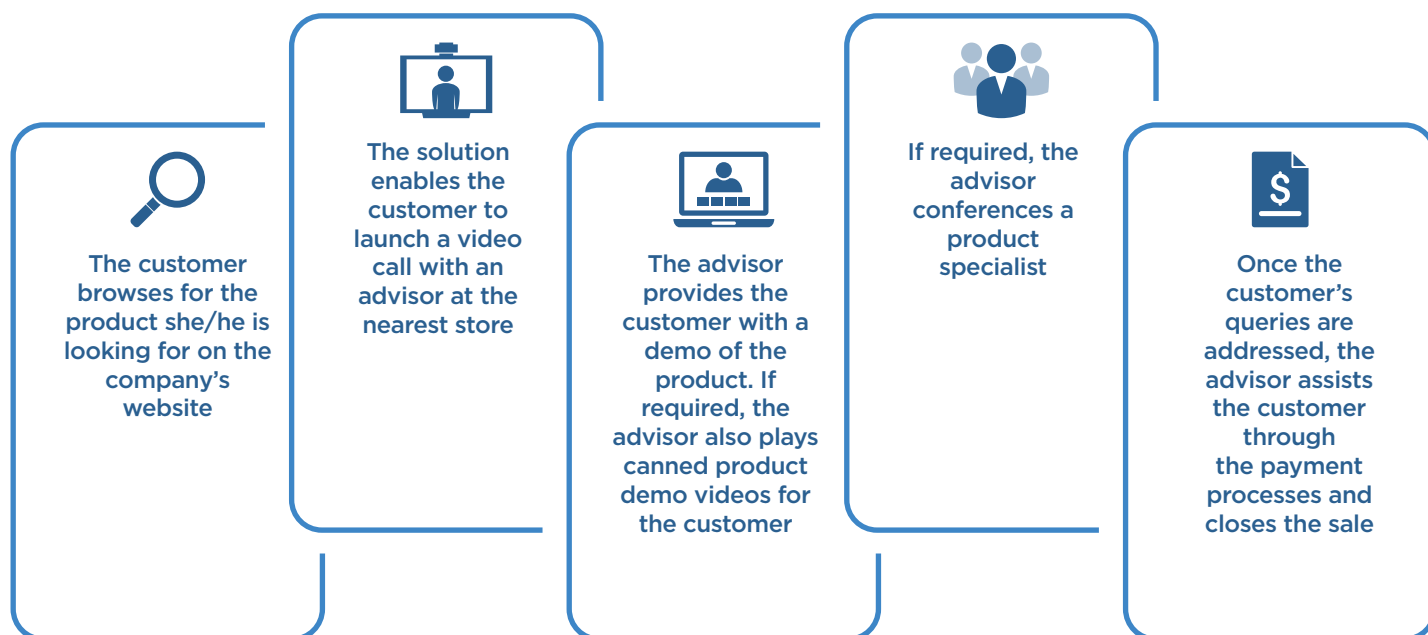 The customer
browses for the
product she/he is
looking for on the
company's
website
The solution
enables the
customer to
launch a video
call with an
advisor at the
nearest store
The advisor
provides the
customer with a
demo of the
product. If
required, the
advisor also plays
canned product
demo videos for
the customer
If required, the
advisor
conferences a
product
specialist
$
Once the
customer's
queries are
addressed, the
advisor assists
the customer
through
the payment
processes and
closes the sale